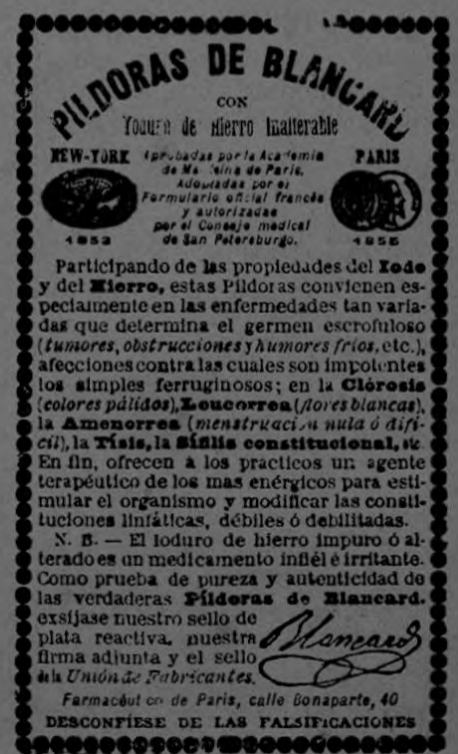 PILDORAS DE BLANCARD
CON
Yoduro de Hierro Inalterable
NEW-YORK
Aprobadas por la Academia
de Medicina de Paris,
Adoptadas por el
Formulario oficial francés
y autorizadas
por el Consejo medical
de San Petersburgo.
PARIS
1853
1855
Participando de las propiedades del Iodo
y del Hierro, estas Píldoras convienen es-
pecialmente en las enfermedades tan varia-
das que determina el germen escrofuloso
(tumores, obstrucciones y humores frios, etc.),
afecciones contra las cuales son impotentes
los simples ferruginosos; en la Clórosis
(colores pálidos), Leucorrea (flores blancas),
la Amenorrea (menstruacion nula ó difi-
cil), la Tísis, la Sífilis constitucional, etc.
En fin, ofrecen á los practicos un agente
terapéutico de los mas enérgicos para esti-
mular el organismo y modificar las consti-
tuciones linfáticas, débiles ó debilitadas.
N. B. — El ioduro de hierro impuro ó al-
terado es un medicamento infiél é irritante.
Como prueba de pureza y autenticidad de
las verdaderas Píldoras de Blancard,
exsijase nuestro sello de
plata reactiva, nuestra
firma adjunta y el sello
de la Unión de Fabricantes.
Blancard
Farmacéutico de Paris, calle Bonaparte, 40
DESCONFÍESE DE LAS FALSIFICACIONES